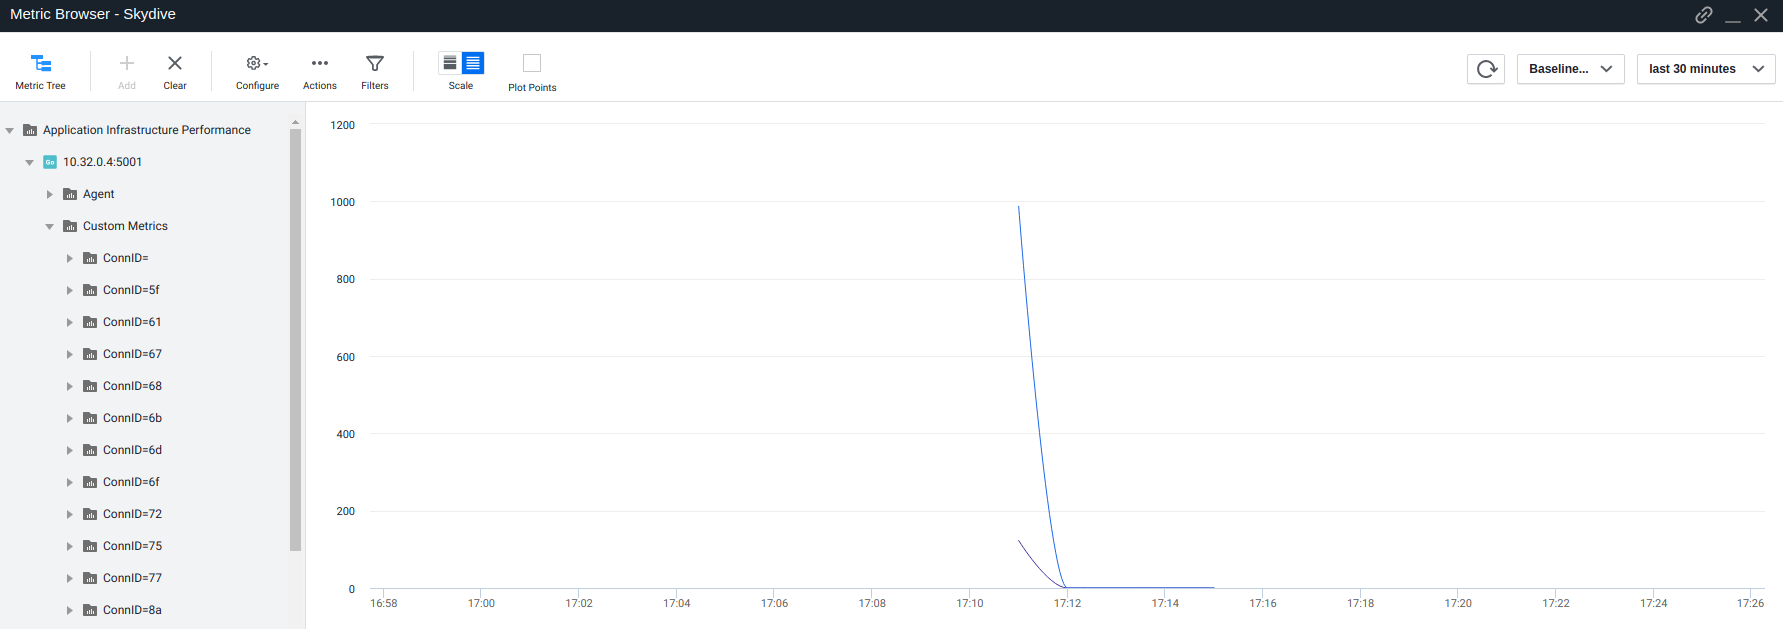 Metric Browser - Skydive
Metric Tree
Add
Clear
Configure
Actions
Filters
Scale
Plot Points
Baseline...
last 30 minutes
Application Infrastructure Performance
Go 10.32.0.4:5001
Agent
Custom Metrics
ConnID=
ConnID=5f
ConnID=61
ConnID=67
ConnID=68
ConnID=6b
ConnID=6d
ConnID=6f
ConnID=72
ConnID=75
ConnID=77
ConnID=8a
1200
1000
800
600
400
200
0
16:58 17:00 17:02 17:04 17:06 17:08 17:10 17:12 17:14 17:16 17:18 17:20 17:22 17:24 17:26